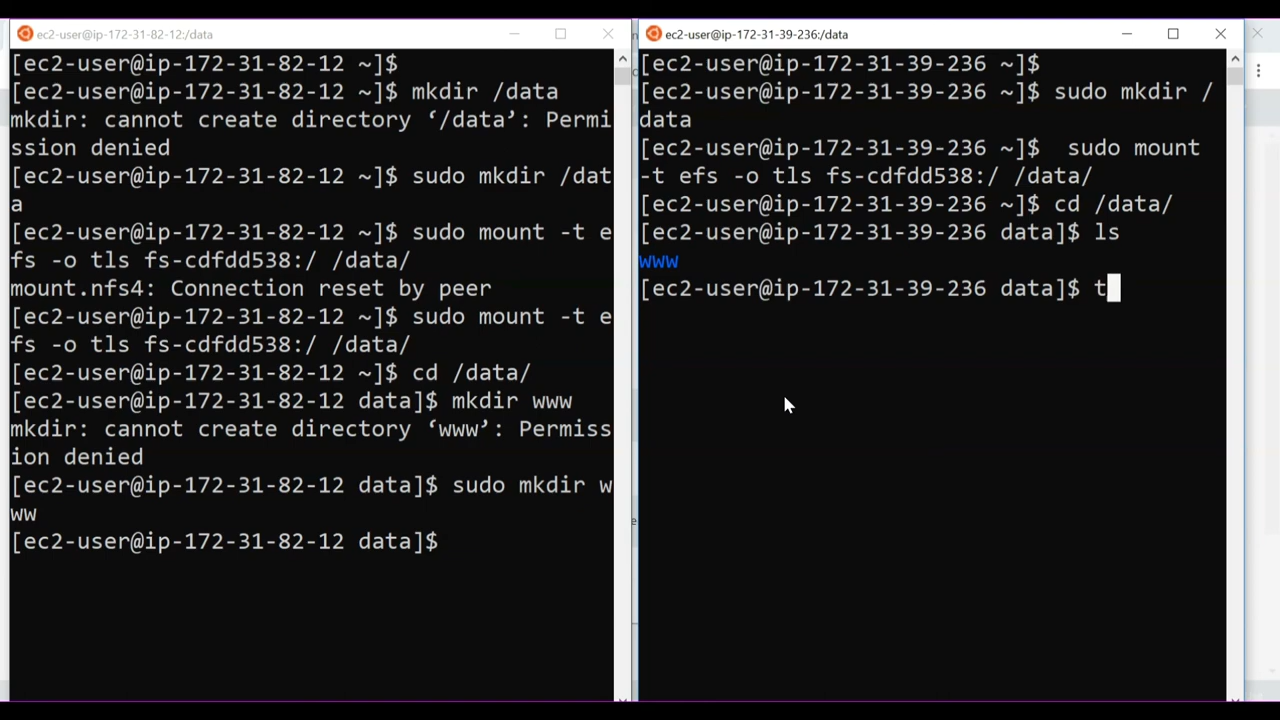 ec2-user@ip-172-31-82-12:/data
[ec2-user@ip-172-31-82-12 ~]$
[ec2-user@ip-172-31-82-12 ~]$ mkdir /data
mkdir: cannot create directory ‘/data’: Permi
ssion denied
[ec2-user@ip-172-31-82-12 ~]$ sudo mkdir /dat
a
[ec2-user@ip-172-31-82-12 ~]$ sudo mount -t e
fs -o tls fs-cdfdd538:/ /data/
mount.nfs4: Connection reset by peer
[ec2-user@ip-172-31-82-12 ~]$ sudo mount -t e
fs -o tls fs-cdfdd538:/ /data/
[ec2-user@ip-172-31-82-12 ~]$ cd /data/
[ec2-user@ip-172-31-82-12 data]$ mkdir www
mkdir: cannot create directory ‘www’: Permiss
ion denied
[ec2-user@ip-172-31-82-12 data]$ sudo mkdir w
ww
[ec2-user@ip-172-31-82-12 data]$
ec2-user@ip-172-31-39-236:/data
[ec2-user@ip-172-31-39-236 ~]$
[ec2-user@ip-172-31-39-236 ~]$ sudo mkdir /
data
[ec2-user@ip-172-31-39-236 ~]$  sudo mount
-t efs -o tls fs-cdfdd538:/ /data/
[ec2-user@ip-172-31-39-236 ~]$ cd /data/
[ec2-user@ip-172-31-39-236 data]$ ls
www
[ec2-user@ip-172-31-39-236 data]$ t